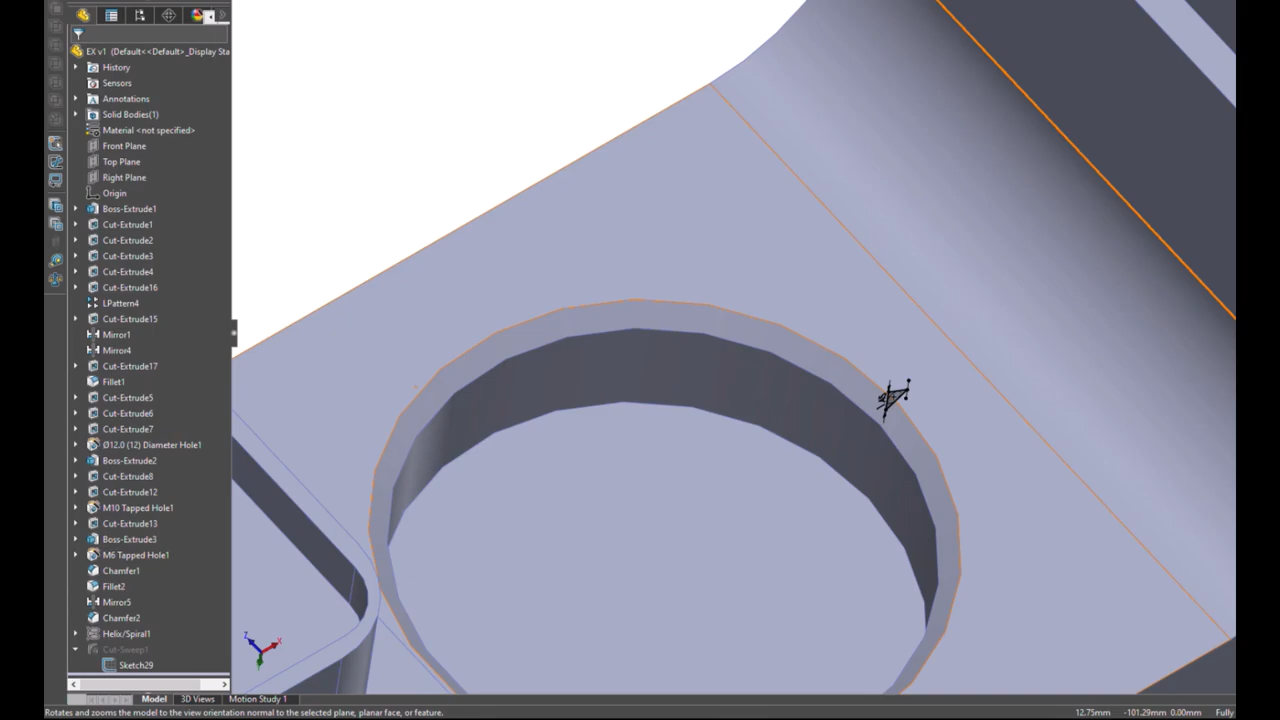 EX v1 (Default<<Default>_Display Sta
History
Sensors
Annotations
Solid Bodies(1)
Material <not specified>
Front Plane
Top Plane
Right Plane
Origin
Boss-Extrude1
Cut-Extrude1
Cut-Extrude2
Cut-Extrude3
Cut-Extrude4
Cut-Extrude16
LPattern4
Cut-Extrude15
Mirror1
Mirror4
Cut-Extrude17
Fillet1
Cut-Extrude5
Cut-Extrude6
Cut-Extrude7
Ø12.0 (12) Diameter Hole1
Boss-Extrude2
Cut-Extrude8
Cut-Extrude12
M10 Tapped Hole1
Cut-Extrude13
Boss-Extrude3
M6 Tapped Hole1
Chamfer1
Fillet2
Mirror5
Chamfer2
Helix/Spiral1
Cut-Sweep1
Sketch29
Z X Y
Model 3D Views Motion Study 1
Rotates and zooms the model to the view orientation normal to the selected plane, planar face, or feature. 12.75mm -101.29mm 0.00mm Fully